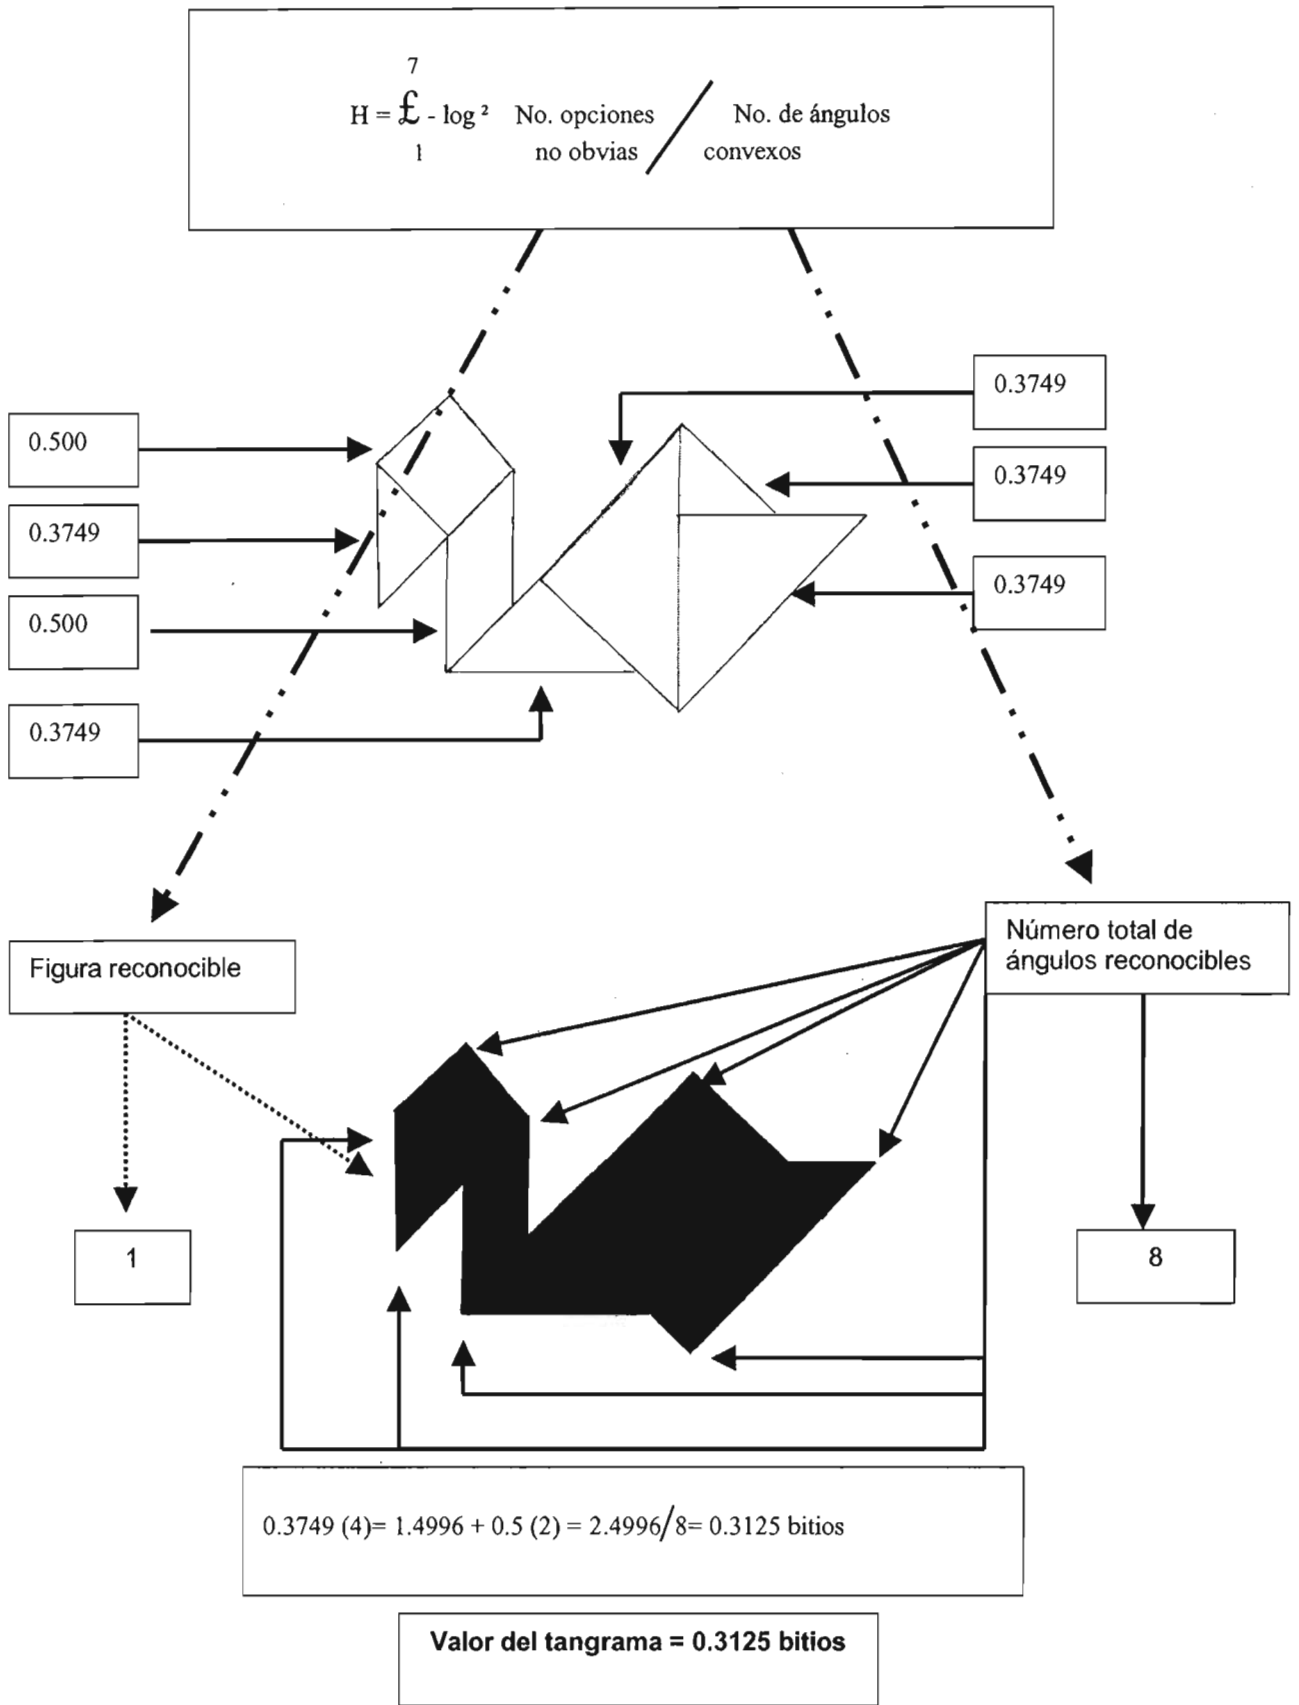 7
H = £ - log ² No. opciones / No. de ángulos
1 no obvias convexos
0.3749
0.500
0.3749
0.3749
0.3749
0.500
0.3749
Figura reconocible
Número total de
ángulos reconocibles
1
8
0.3749 (4)= 1.4996 + 0.5 (2) = 2.4996/8= 0.3125 bitios
Valor del tangrama = 0.3125 bitios